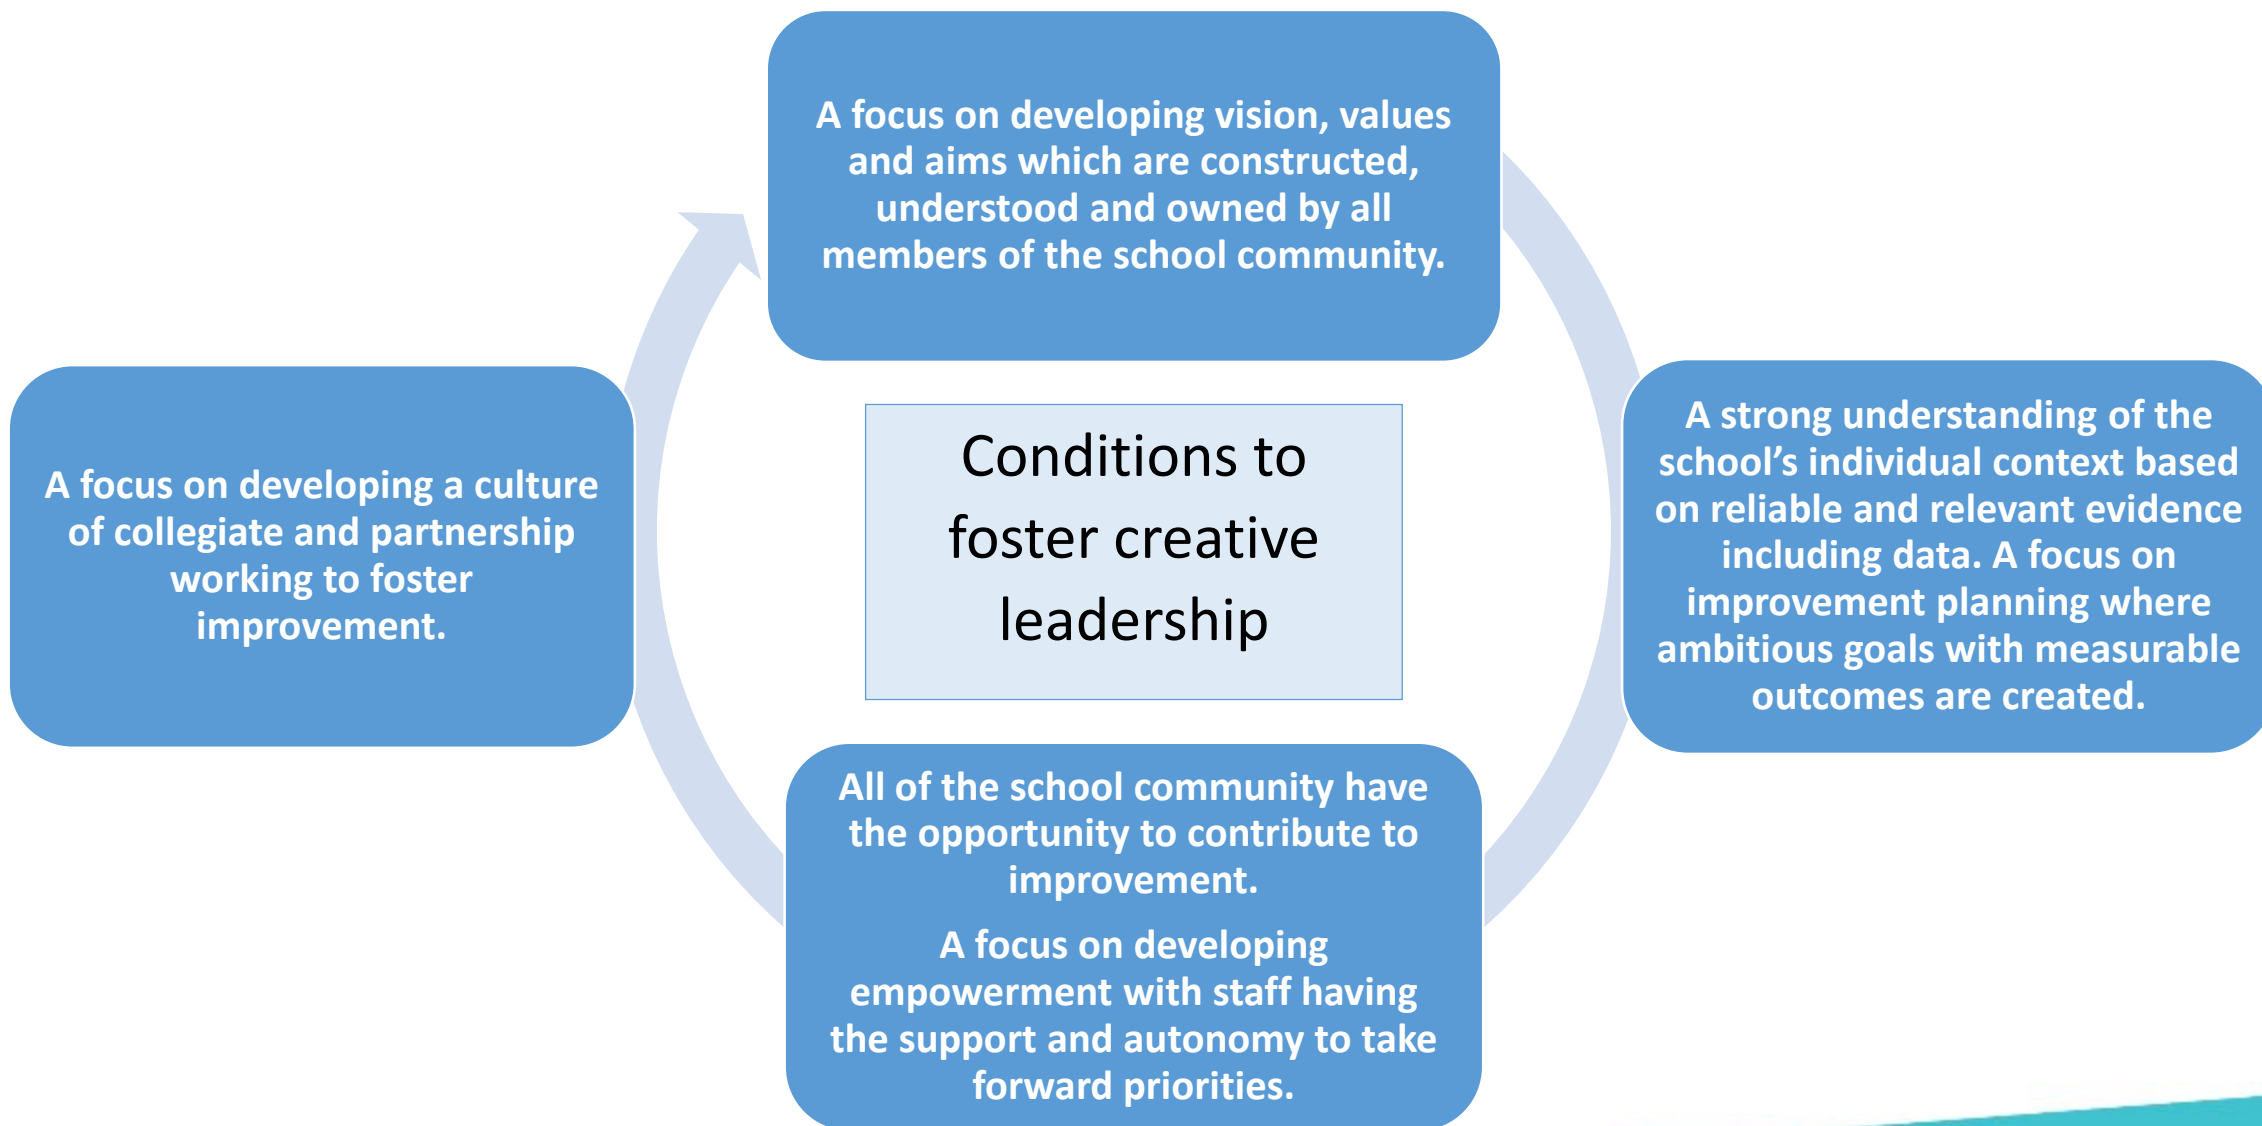 A focus on developing vision, values
and aims which are constructed,
understood and owned by all
members of the school community.
A strong understanding of the
school’s individual context based
on reliable and relevant evidence
including data. A focus on
improvement planning where
ambitious goals with measurable
outcomes are created.
All of the school community have
the opportunity to contribute to
improvement.
A focus on developing
empowerment with staff having
the support and autonomy to take
forward priorities.
A focus on developing a culture
of collegiate and partnership
working to foster
improvement.
Conditions to
foster creative
leadership